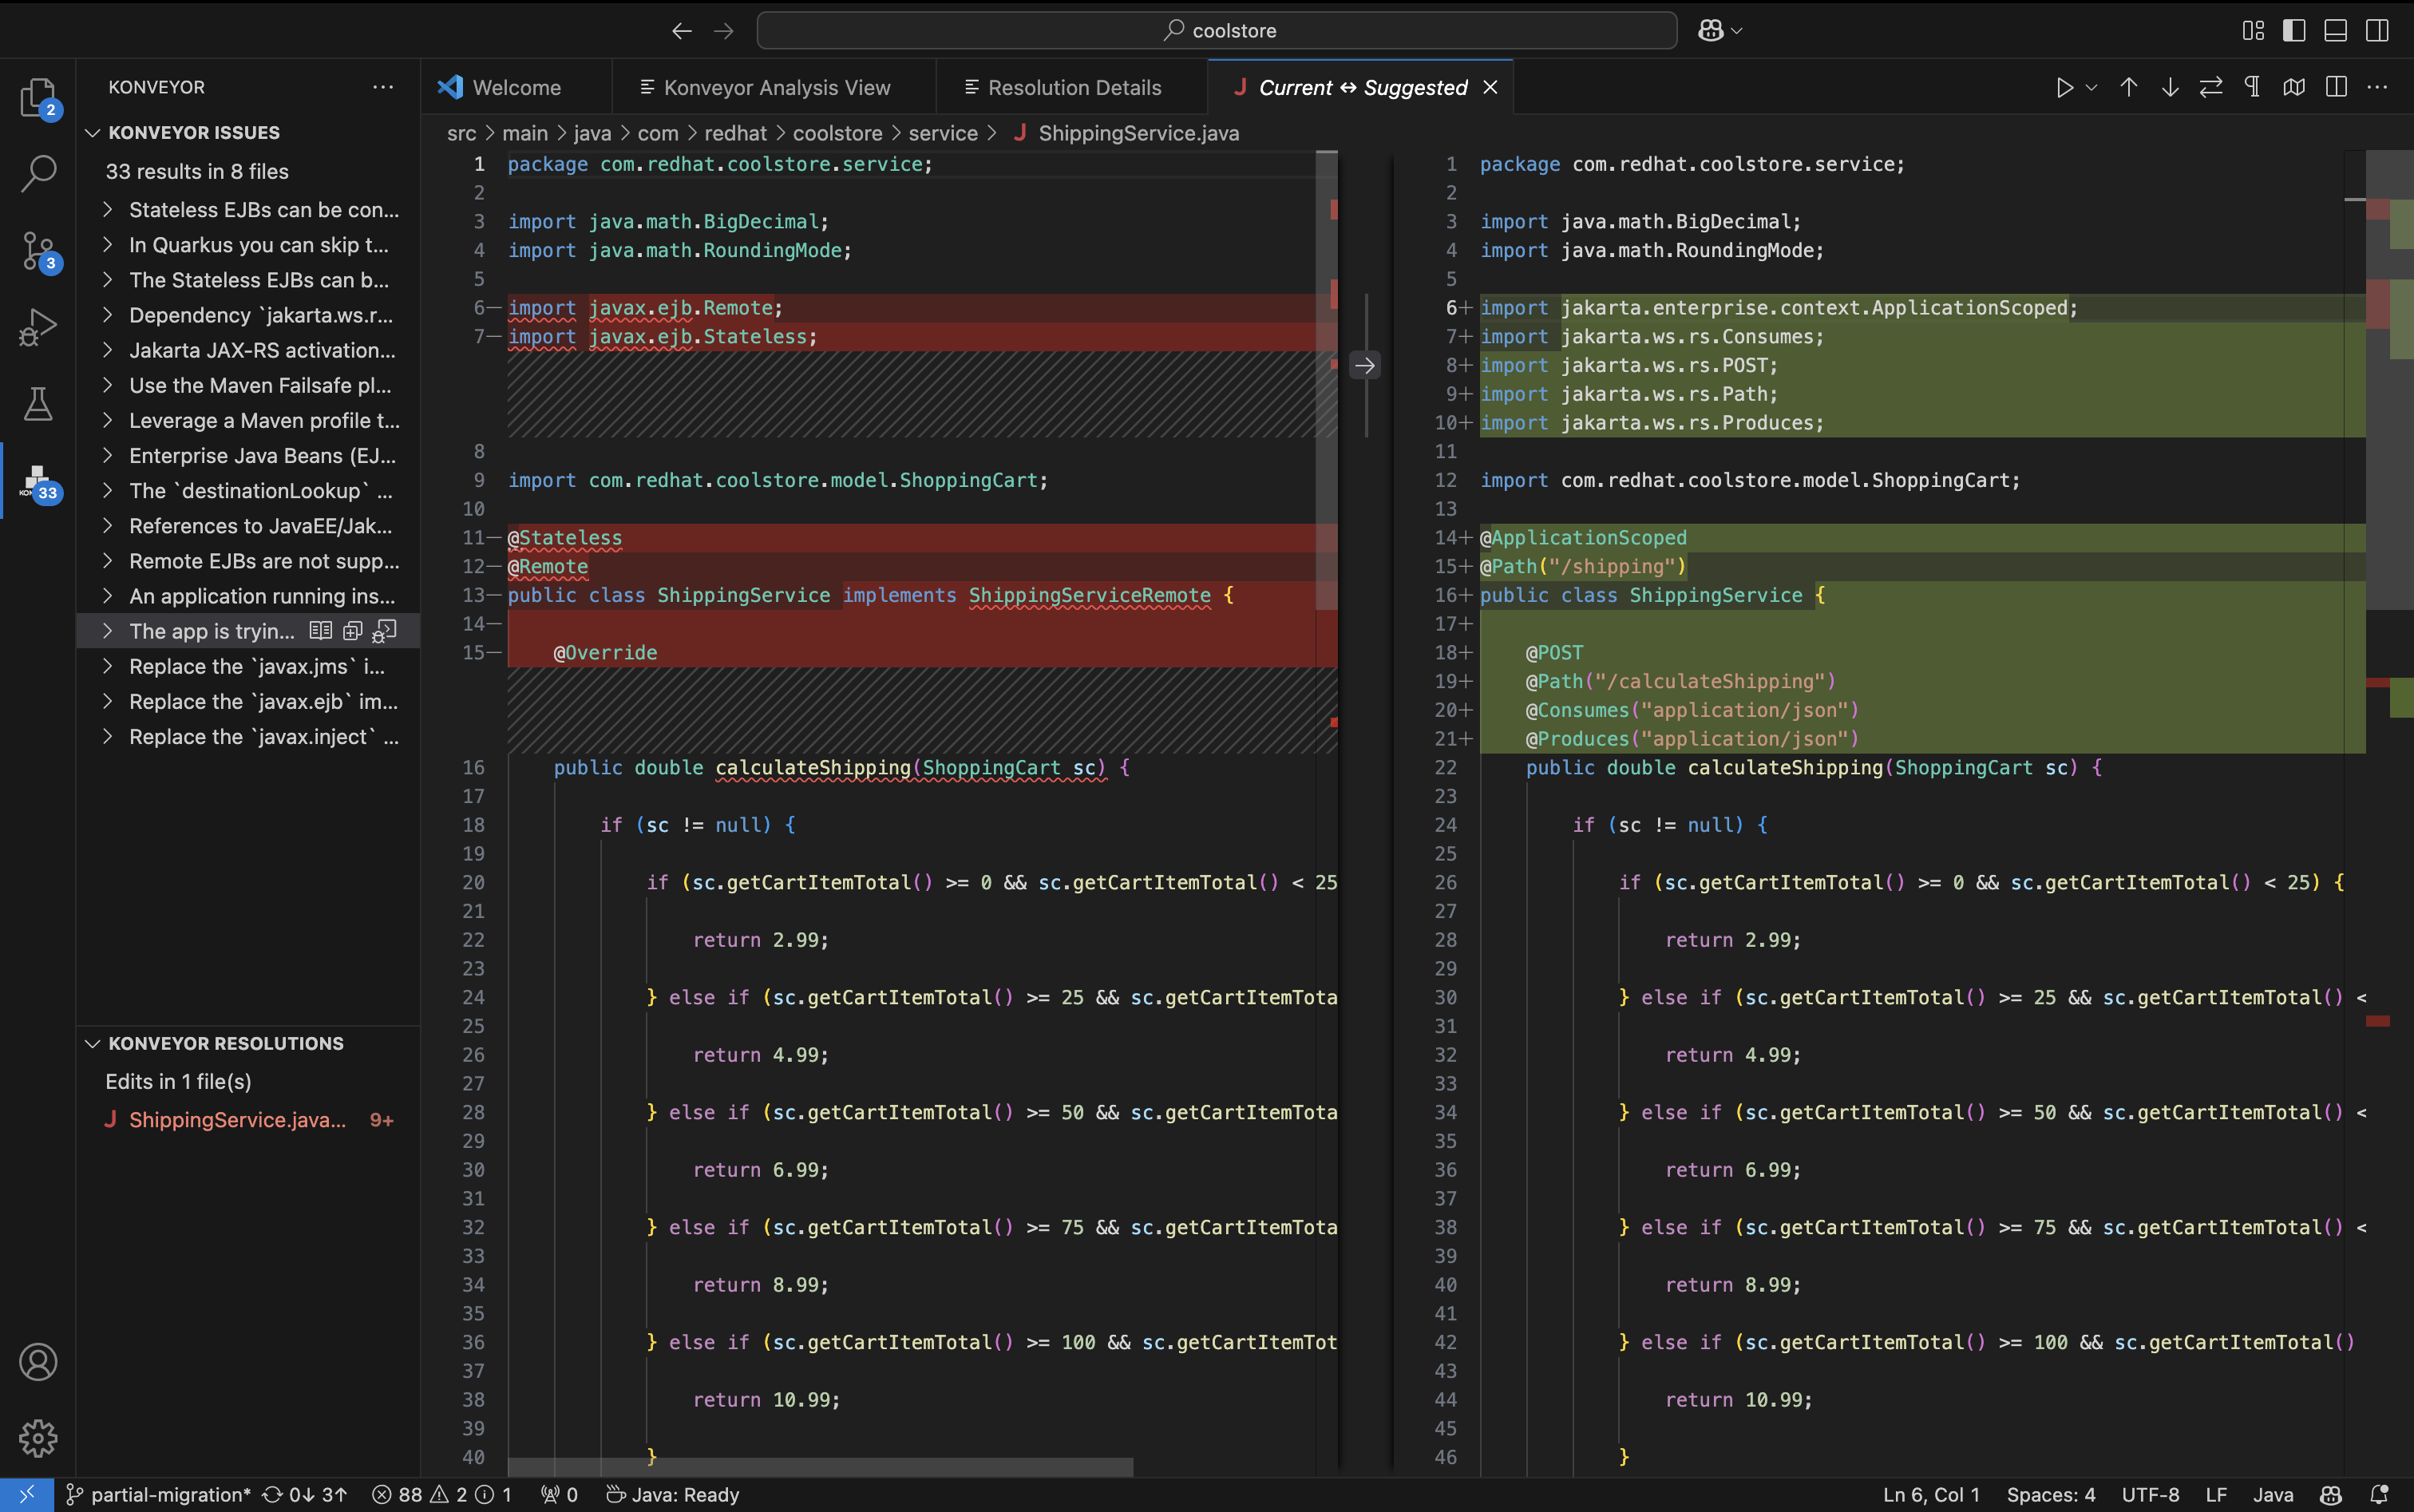 coolstore
KONVEYOR
Welcome
Konveyor Analysis View
Resolution Details
Current ↔ Suggested
2
3
33
KONVEYOR ISSUES
33 results in 8 files
Stateless EJBs can be con...
In Quarkus you can skip t...
The Stateless EJBs can b...
Dependency `jakarta.ws.r...
Jakarta JAX-RS activation...
Use the Maven Failsafe pl...
Leverage a Maven profile t...
Enterprise Java Beans (EJ...
The `destinationLookup` ...
References to JavaEE/Jak...
Remote EJBs are not supp...
An application running ins...
The app is tryin...
Replace the `javax.jms` i...
Replace the `javax.ejb` im...
Replace the `javax.inject` ...
KONVEYOR RESOLUTIONS
Edits in 1 file(s)
J ShippingService.java... 9+
src > main > java > com > redhat > coolstore > service > J ShippingService.java
1 package com.redhat.coolstore.service;
2
3 import java.math.BigDecimal;
4 import java.math.RoundingMode;
5
6— import javax.ejb.Remote;
7— import javax.ejb.Stateless;
8
9 import com.redhat.coolstore.model.ShoppingCart;
10
11— @Stateless
12— @Remote
13— public class ShippingService implements ShippingServiceRemote {
14—
15— @Override
16 public double calculateShipping(ShoppingCart sc) {
17
18 if (sc != null) {
19
20 if (sc.getCartItemTotal() >= 0 && sc.getCartItemTotal() < 25
21
22 return 2.99;
23
24 } else if (sc.getCartItemTotal() >= 25 && sc.getCartItemTota
25
26 return 4.99;
27
28 } else if (sc.getCartItemTotal() >= 50 && sc.getCartItemTota
29
30 return 6.99;
31
32 } else if (sc.getCartItemTotal() >= 75 && sc.getCartItemTota
33
34 return 8.99;
35
36 } else if (sc.getCartItemTotal() >= 100 && sc.getCartItemTot
37
38 return 10.99;
39
40 }
1 package com.redhat.coolstore.service;
2
3 import java.math.BigDecimal;
4 import java.math.RoundingMode;
5
6+ import jakarta.enterprise.context.ApplicationScoped;
7+ import jakarta.ws.rs.Consumes;
8+ import jakarta.ws.rs.POST;
9+ import jakarta.ws.rs.Path;
10+ import jakarta.ws.rs.Produces;
11
12 import com.redhat.coolstore.model.ShoppingCart;
13
14+ @ApplicationScoped
15+ @Path("/shipping")
16+ public class ShippingService {
17+
18+ @POST
19+ @Path("/calculateShipping")
20+ @Consumes("application/json")
21+ @Produces("application/json")
22 public double calculateShipping(ShoppingCart sc) {
23
24 if (sc != null) {
25
26 if (sc.getCartItemTotal() >= 0 && sc.getCartItemTotal() < 25) {
27
28 return 2.99;
29
30 } else if (sc.getCartItemTotal() >= 25 && sc.getCartItemTotal() <
31
32 return 4.99;
33
34 } else if (sc.getCartItemTotal() >= 50 && sc.getCartItemTotal() <
35
36 return 6.99;
37
38 } else if (sc.getCartItemTotal() >= 75 && sc.getCartItemTotal() <
39
40 return 8.99;
41
42 } else if (sc.getCartItemTotal() >= 100 && sc.getCartItemTotal()
43
44 return 10.99;
45
46 }
partial-migration* 0↓ 3↑ 88 2 1 0 Java: Ready
Ln 6, Col 1 Spaces: 4 UTF-8 LF Java